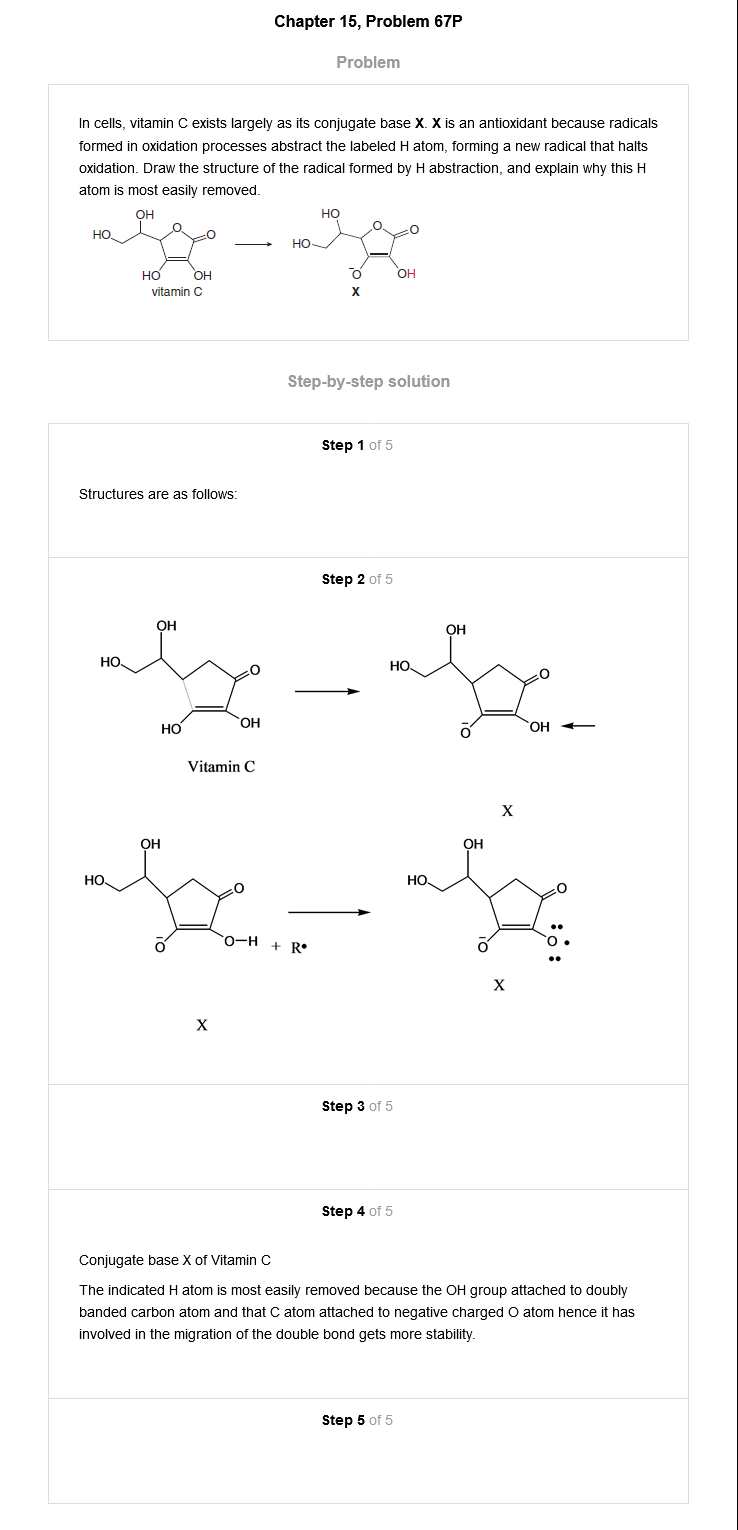 Chapter 15, Problem 67P
Problem
In cells, vitamin C exists largely as its conjugate base X. X is an antioxidant because radicals
formed in oxidation processes abstract the labeled H atom, forming a new radical that halts
oxidation. Draw the structure of the radical formed by H abstraction, and explain why this H
atom is most easily removed.
OH
HO
O
O
HO
OH
vitamin C
HO
HO
O
O
⁻O
OH
X
Step-by-step solution
Step 1 of 5
Structures are as follows:
Step 2 of 5
OH
HO
O
HO
OH
Vitamin C
OH
HO
O
O
OH
X
OH
HO
O
O
O-H
+ R•
X
OH
HO
O
O
O
X
Step 3 of 5
Step 4 of 5
Conjugate base X of Vitamin C
The indicated H atom is most easily removed because the OH group attached to doubly
banded carbon atom and that C atom attached to negative charged O atom hence it has
involved in the migration of the double bond gets more stability.
Step 5 of 5